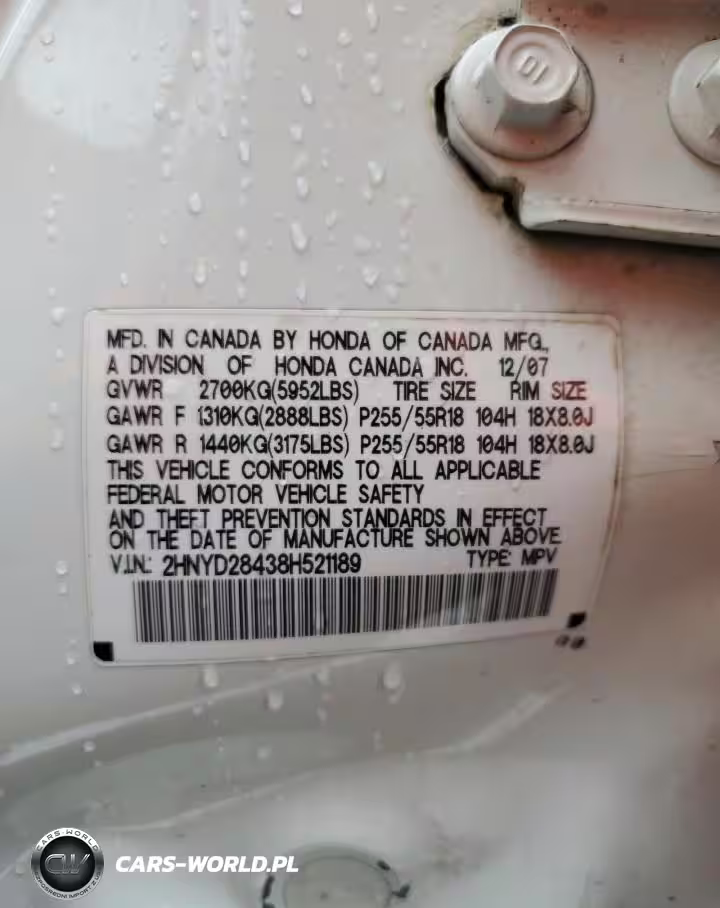 MFD. IN CANADA BY HONDA OF CANADA MFG.,
A DIVISION OF HONDA CANADA INC. 12/07
GVWR 2700KG(5952LBS) TIRE SIZE RIM SIZE
GAWR F 1310KG(2888LBS) P255/55R18 104H 18X8.0J
GAWR R 1440KG(3175LBS) P255/55R18 104H 18X8.0J
THIS VEHICLE CONFORMS TO ALL APPLICABLE
FEDERAL MOTOR VEHICLE SAFETY
AND THEFT PREVENTION STANDARDS IN EFFECT
ON THE DATE OF MANUFACTURE SHOWN ABOVE.
V.I.N.: 2HNYD28438H521189 TYPE: MPV
CARS-WORLD
CW
CARS-WORLD.PL